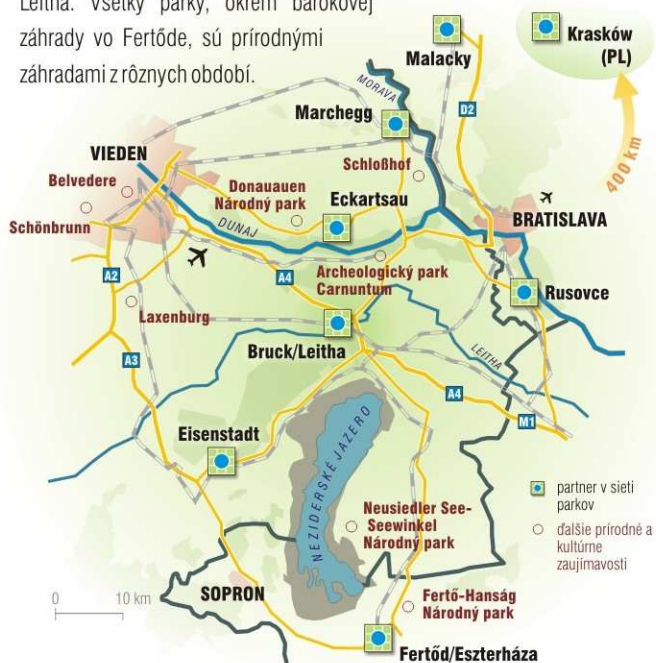 Leitha. Všetky parky, okrem barokovej
záhrady vo Fertőde, sú prírodnými
záhradami z rôznych období.
Krasków
(PL)
400 km
Malacky
D2
MORAVA
Marchegg
Schloßhof
VIEDEN
Belvedere
Schönbrunn
Donauauen
Národný park
Eckartsau
DUNAJ
BRATISLAVA
A2
A4
Archeologický park
Carnuntum
Rusovce
Laxenburg
Bruck/Leitha
LEITHA
A3
A4
M1
Eisenstadt
NEZIDERSKÉ JAZERO
Neusiedler See-
Seewinkel
Národný park
partner v sieti
parkov
ďalšie prírodné a
kultúrne
zaujímavosti
SOPRON
0 10 km
Fertő-Hanság
Národný park
Fertőd/Eszterháza